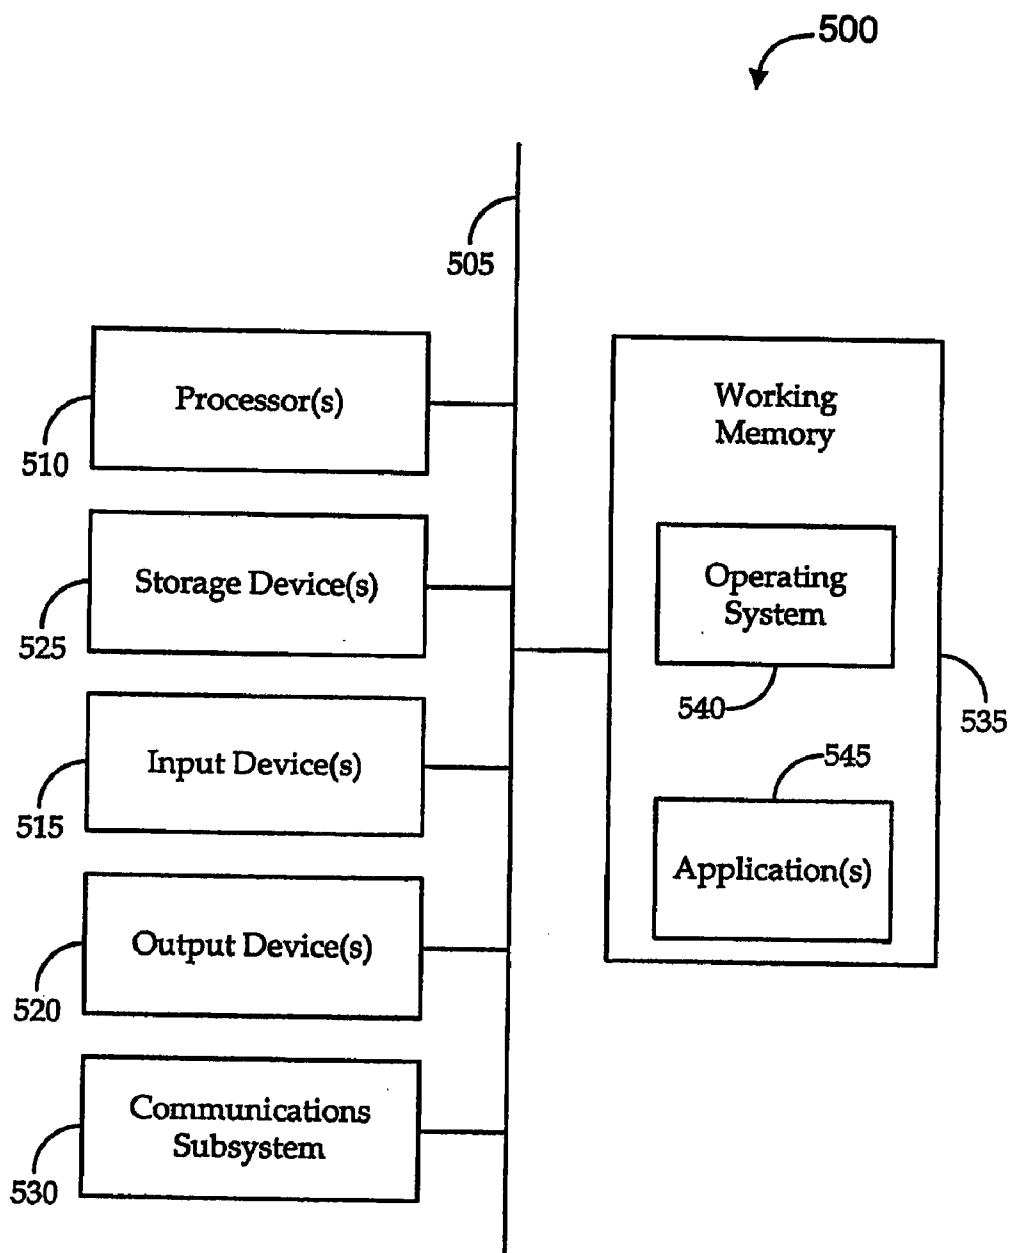 500
505
Processor(s)
510
Storage Device(s)
525
Input Device(s)
515
Output Device(s)
520
Communications
Subsystem
530
Working
Memory
Operating
System
540
535
545
Application(s)